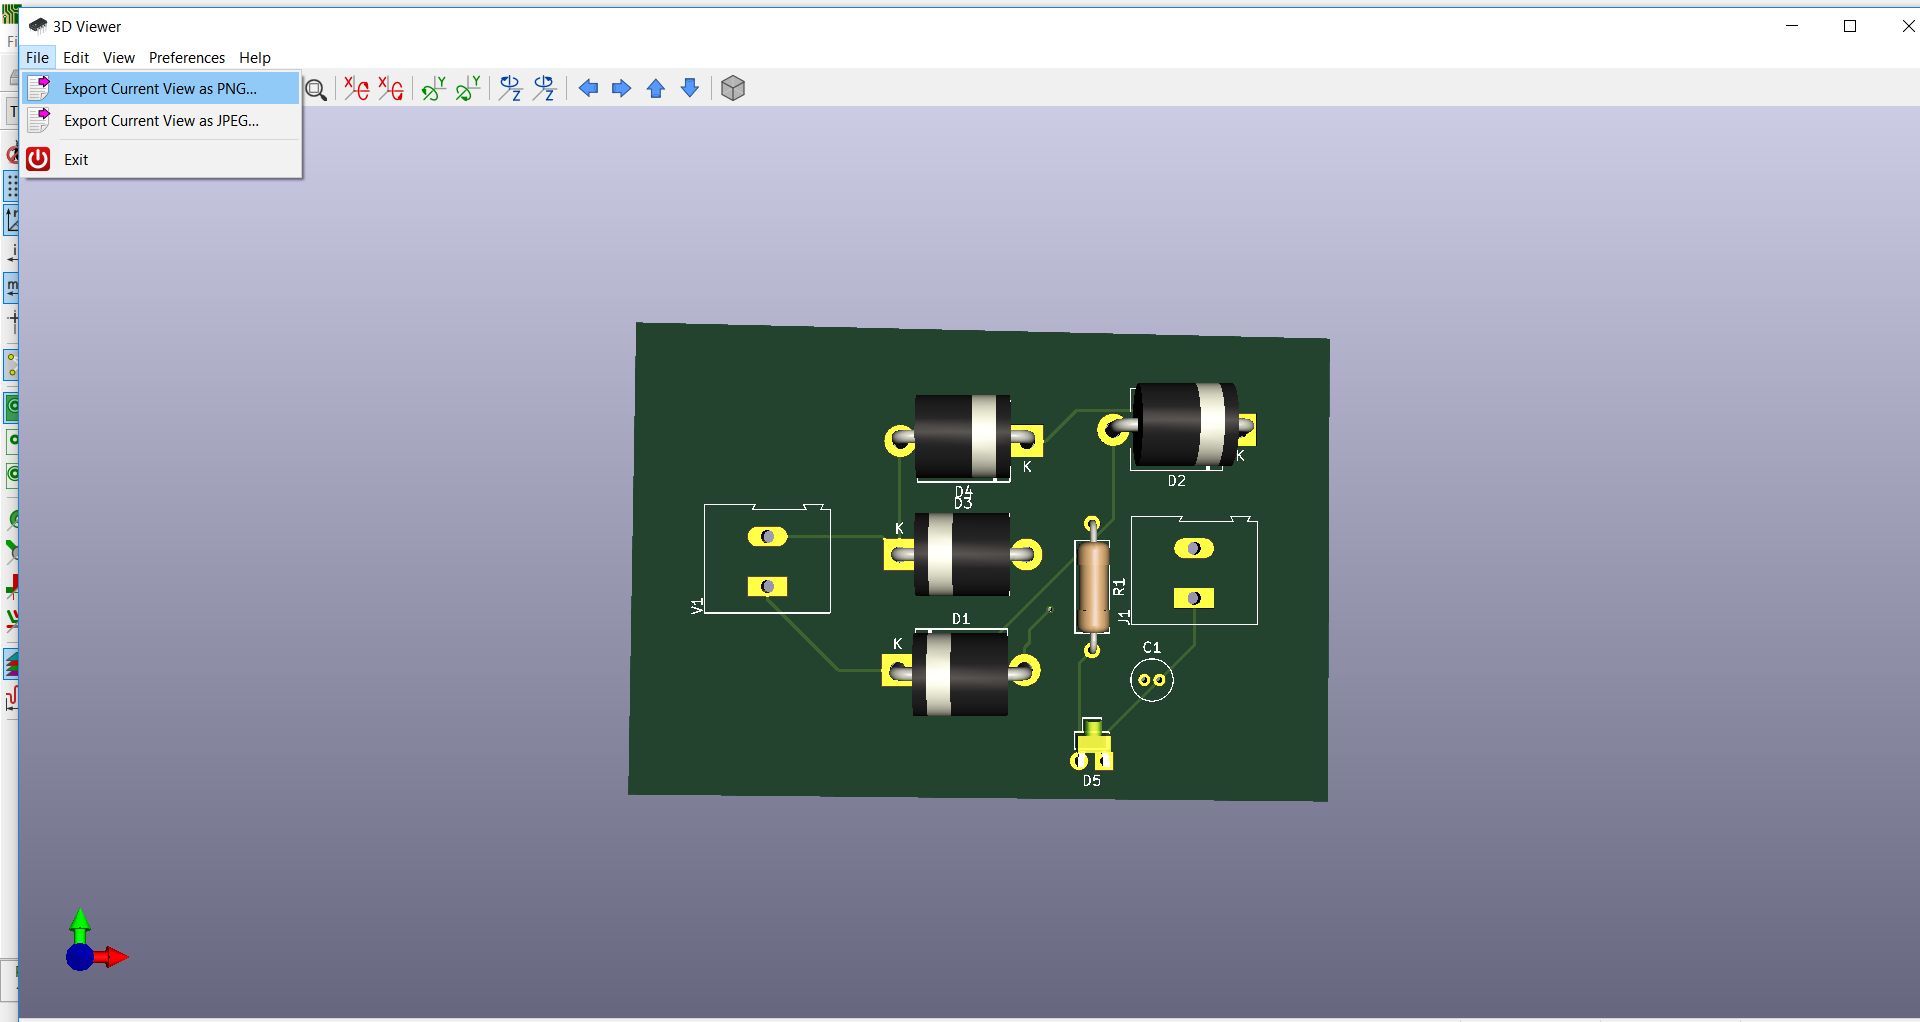 3D Viewer
File Edit View Preferences Help
Export Current View as PNG...
Export Current View as JPEG...
Exit
X X Y Y Z Z
K
D4
D3
K
D2
K
V1
D1
K
R1
J1
C1
D5